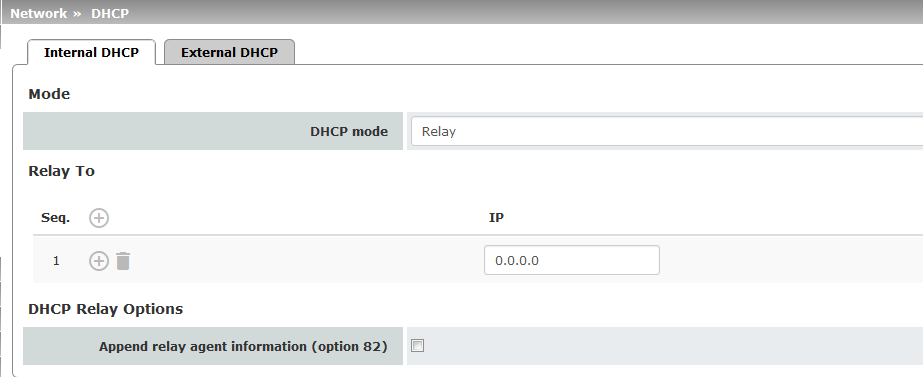 Network » DHCP
Internal DHCP External DHCP
Mode
DHCP mode Relay
Relay To
Seq. IP
1 0.0.0.0
DHCP Relay Options
Append relay agent information (option 82)